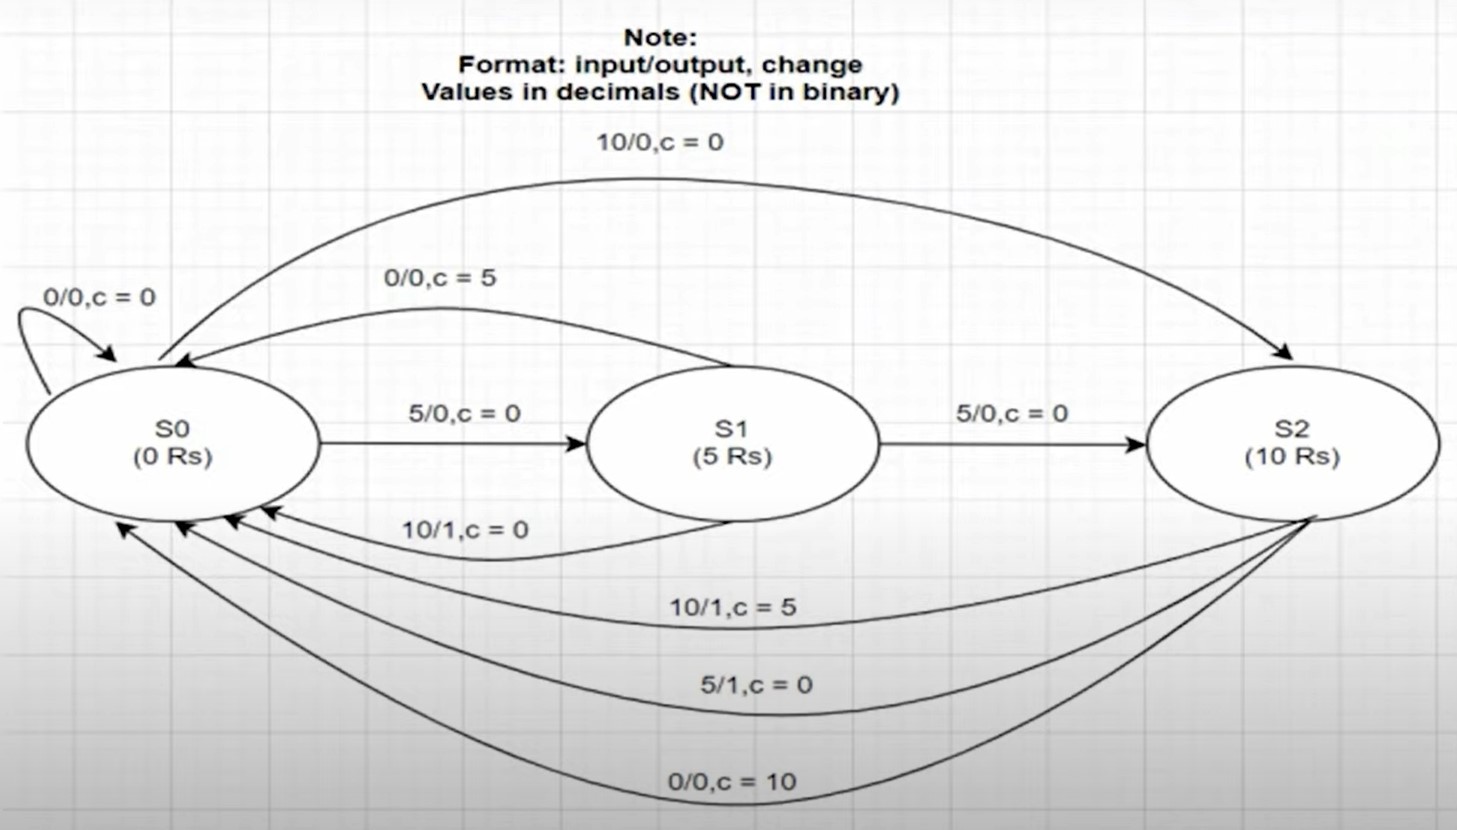 Note:
Format: input/output, change
Values in decimals (NOT in binary)
10/0,c = 0
0/0,c = 5
0/0,c = 0
5/0,c = 0
5/0,c = 0
S0
(0 Rs)
S1
(5 Rs)
S2
(10 Rs)
10/1,c = 0
10/1,c = 5
5/1,c = 0
0/0,c = 10